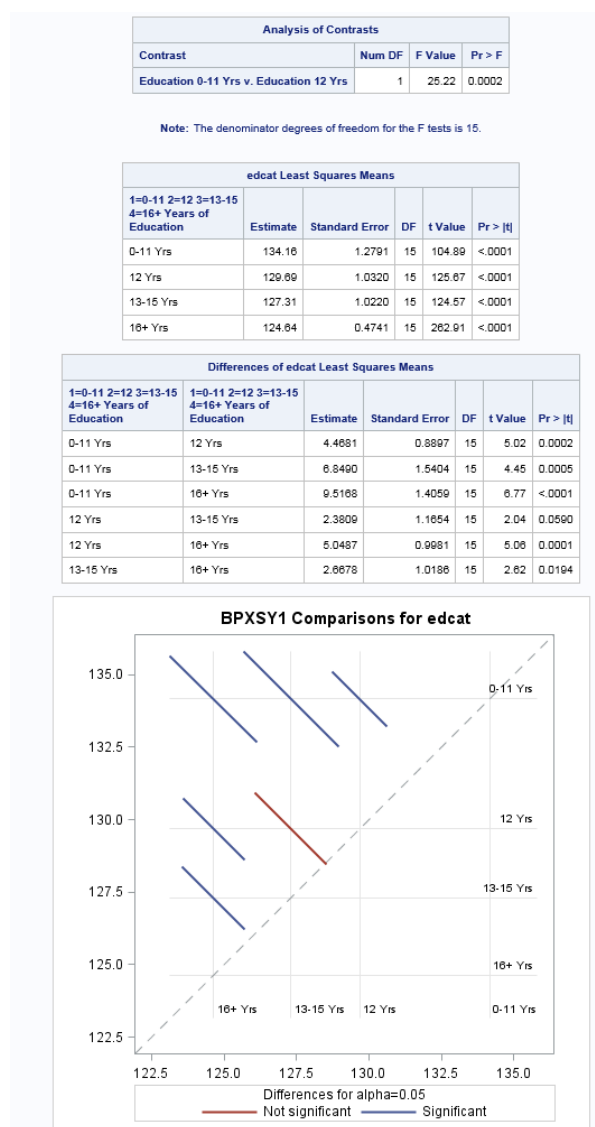 Analysis of Contrasts
Contrast Num DF F Value Pr > F
Education 0-11 Yrs v. Education 12 Yrs 1 25.22 0.0002
Note: The denominator degrees of freedom for the F tests is 15.
edcat Least Squares Means
1=0-11 2=12 3=13-15
4=16+ Years of
Education Estimate Standard Error DF t Value Pr > |t|
0-11 Yrs 134.16 1.2791 15 104.89 <.0001
12 Yrs 129.69 1.0320 15 125.67 <.0001
13-15 Yrs 127.31 1.0220 15 124.57 <.0001
16+ Yrs 124.64 0.4741 15 262.91 <.0001
Differences of edcat Least Squares Means
1=0-11 2=12 3=13-15 1=0-11 2=12 3=13-15
4=16+ Years of 4=16+ Years of
Education Education Estimate Standard Error DF t Value Pr > |t|
0-11 Yrs 12 Yrs 4.4681 0.8897 15 5.02 0.0002
0-11 Yrs 13-15 Yrs 6.8490 1.5404 15 4.45 0.0005
0-11 Yrs 16+ Yrs 9.5168 1.4059 15 6.77 <.0001
12 Yrs 13-15 Yrs 2.3809 1.1654 15 2.04 0.0590
12 Yrs 16+ Yrs 5.0487 0.9981 15 5.06 0.0001
13-15 Yrs 16+ Yrs 2.6678 1.0186 15 2.62 0.0194
BPXSY1 Comparisons for edcat
135.0
0-11 Yrs
132.5
130.0
12 Yrs
127.5
13-15 Yrs
125.0
16+ Yrs
16+ Yrs 13-15 Yrs 12 Yrs 0-11 Yrs
122.5
122.5 125.0 127.5 130.0 132.5 135.0
Differences for alpha=0.05
Not significant Significant